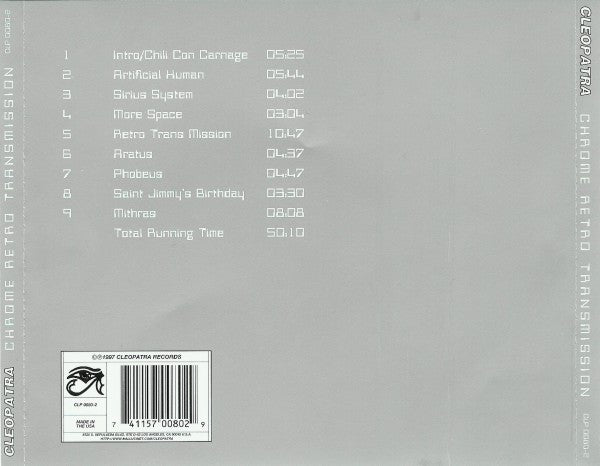 1 Intro/Chili Con Carnage 05:25
2 Artificial Human 05:44
3 Sirius System 04:02
4 More Space 03:04
5 Retro Trans Mission 10:47
6 Aratus 04:37
7 Phobeus 04:47
8 Saint Jimmy's Birthday 03:30
9 Mithras 08:08
Total Running Time 50:10
CLEOPATRA CHROME RETRO TRANSMISSION CLP 0080-2
CLEOPATRA CHROME RETRO TRANSMISSION CLP 0080-2
©℗1997 CLEOPATRA RECORDS
CLP 0080-2
MADE IN
THE USA
7 41157 00802 9